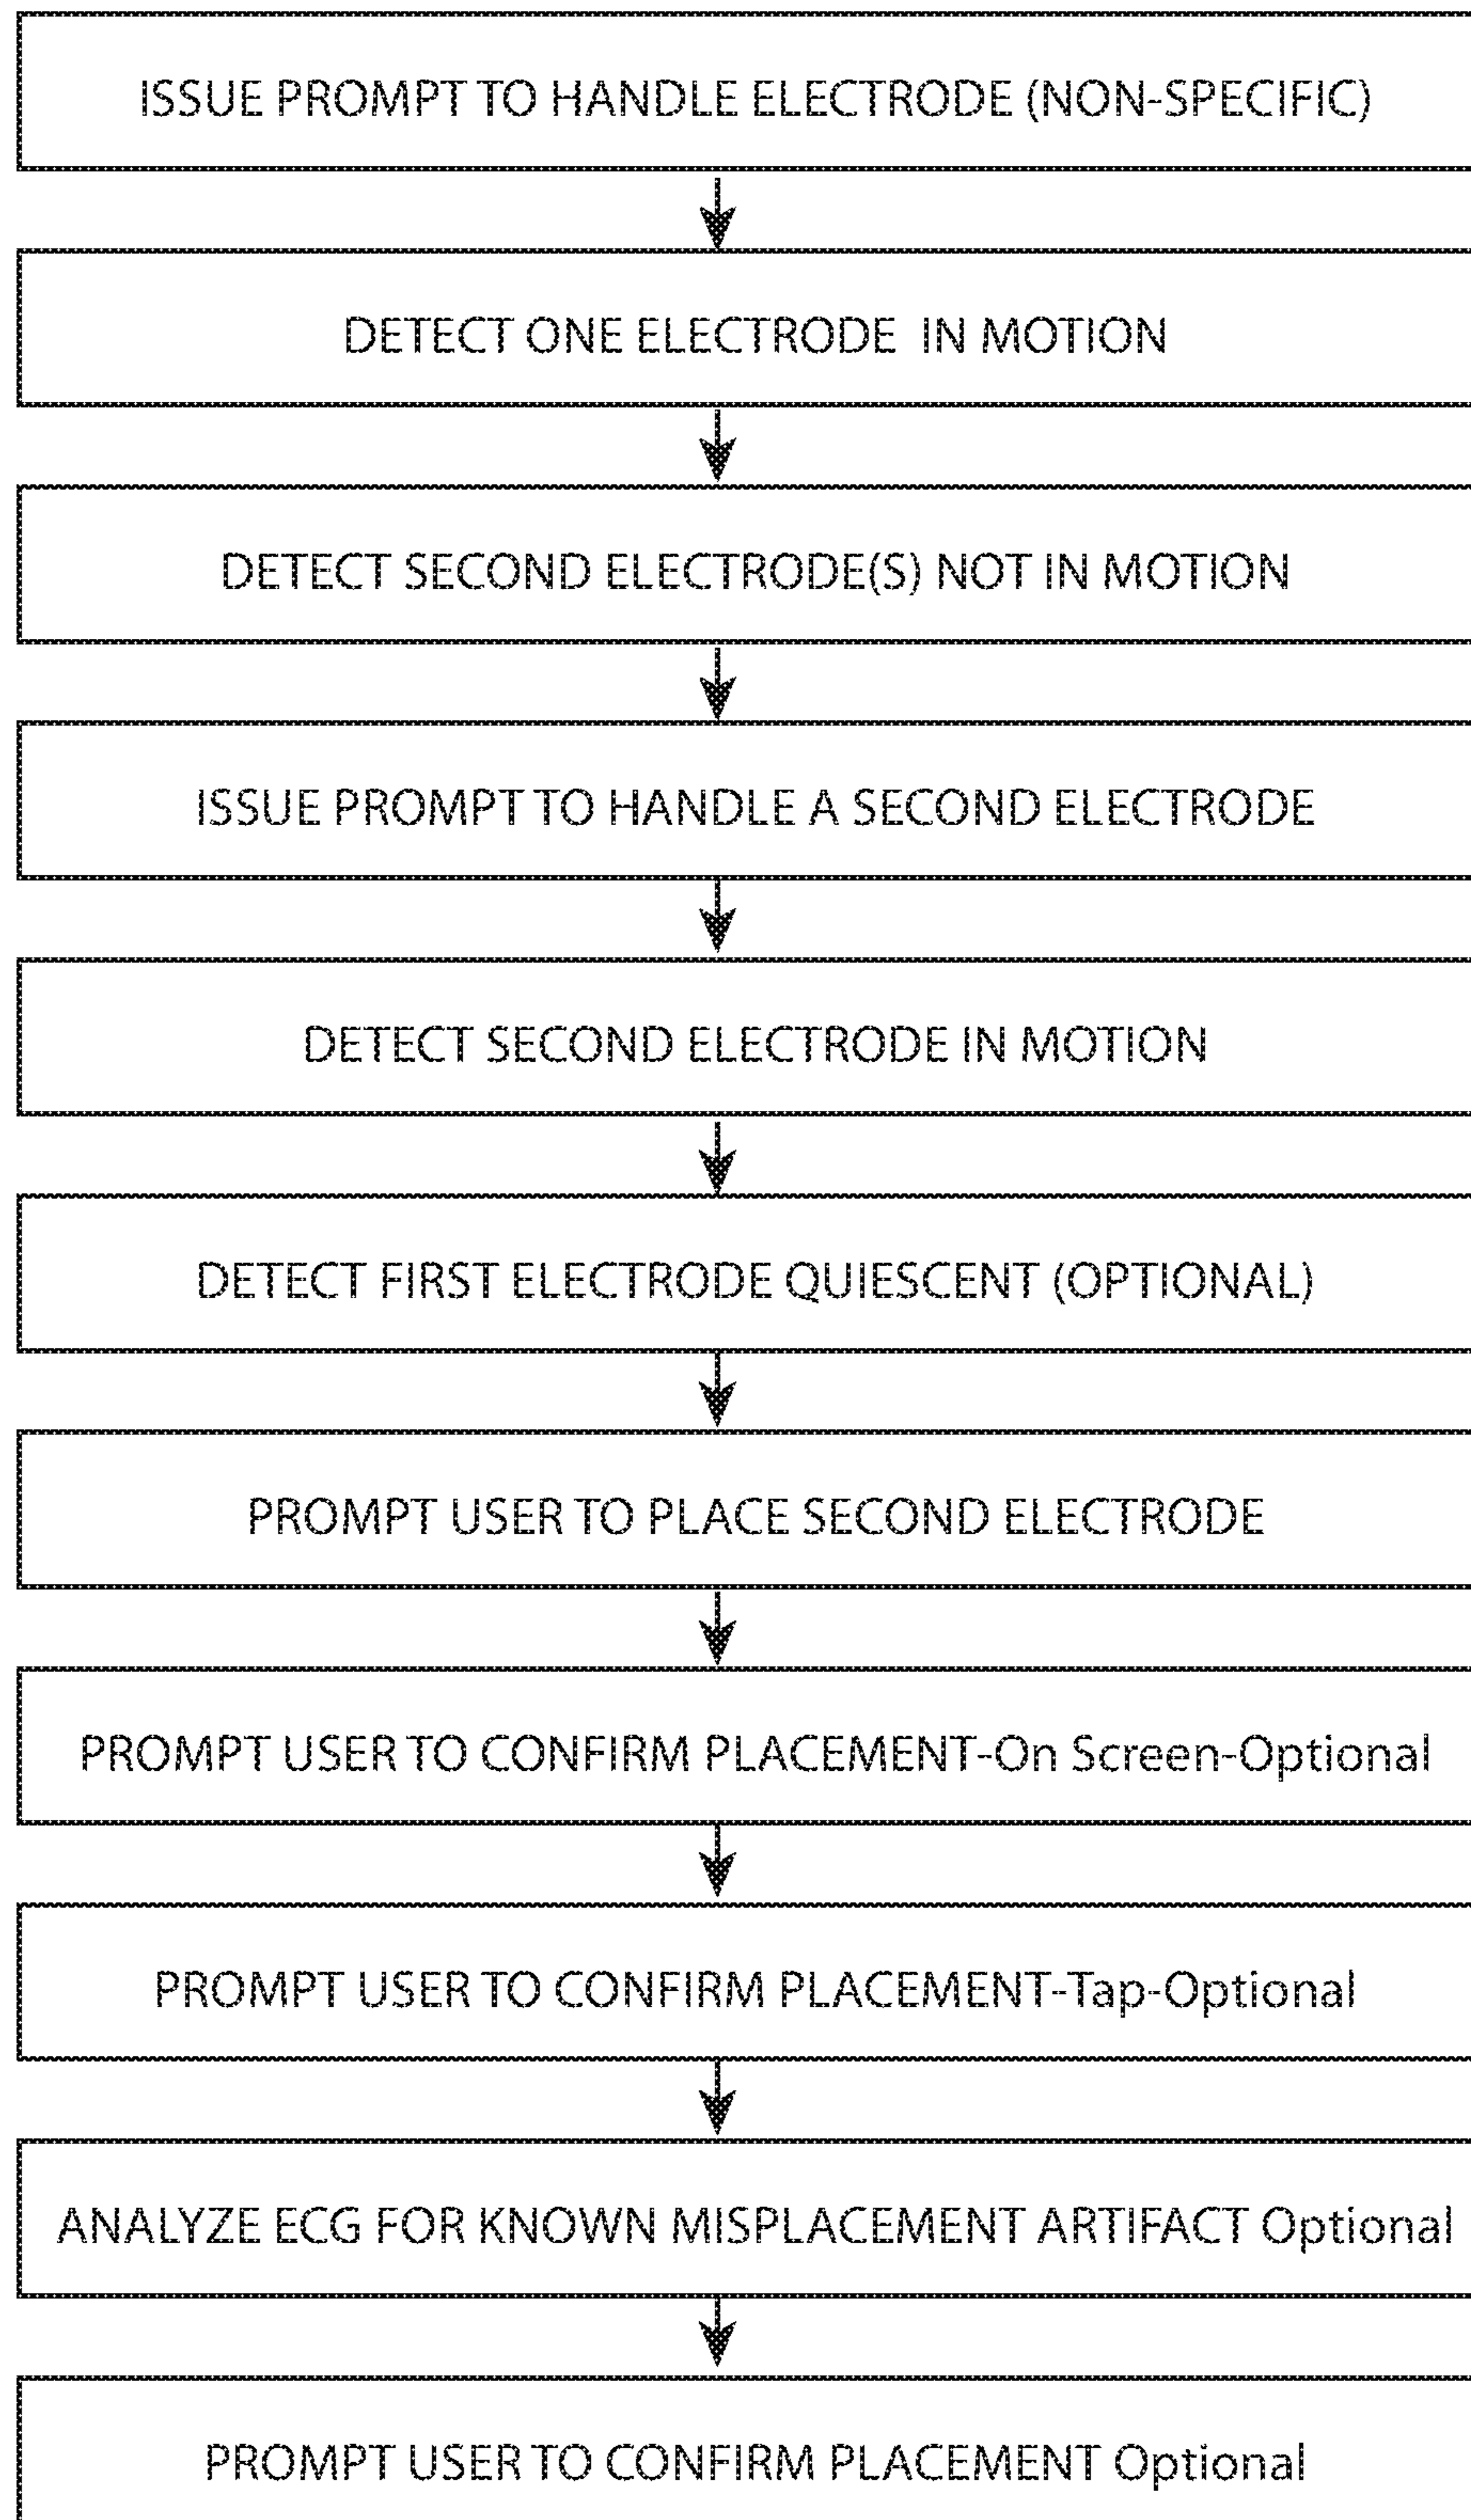 ISSUE PROMPT TO HANDLE ELECTRODE (NON-SPECIFIC)
DETECT ONE ELECTRODE IN MOTION
DETECT SECOND ELECTRODE(S) NOT IN MOTION
ISSUE PROMPT TO HANDLE A SECOND ELECTRODE
DETECT SECOND ELECTRODE IN MOTION
DETECT FIRST ELECTRODE QUIESCENT (OPTIONAL)
PROMPT USER TO PLACE SECOND ELECTRODE
PROMPT USER TO CONFIRM PLACEMENT-On Screen-Optional
PROMPT USER TO CONFIRM PLACEMENT-Tap-Optional
ANALYZE ECG FOR KNOWN MISPLACEMENT ARTIFACT Optional
PROMPT USER TO CONFIRM PLACEMENT Optional